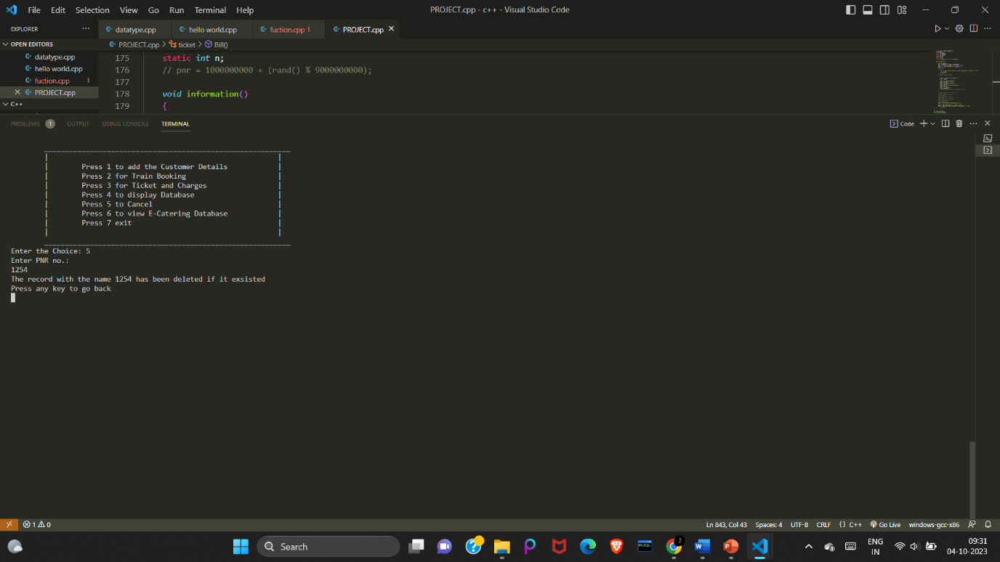 File Edit Selection View Go Run Terminal Help
PROJECT.cpp - c++ - Visual Studio Code
EXPLORER
datatype.cpp
hello world.cpp
fuction.cpp 1
PROJECT.cpp
OPEN EDITORS
datatype.cpp
hello world.cpp
fuction.cpp 1
PROJECT.cpp
C++
PROJECT.cpp > ticket > Bill()
175 static int n;
176 // pnr = 1000000000 + (rand() % 9000000000);
177
178 void information()
179 {
PROBLEMS 1 OUTPUT DEBUG CONSOLE TERMINAL
Code
Press 1 to add the Customer Details
Press 2 for Train Booking
Press 3 for Ticket and Charges
Press 4 to display Database
Press 5 to Cancel
Press 6 to view E-Catering Database
Press 7 exit
Enter the Choice: 5
Enter PNR no.:
1254
The record with the name 1254 has been deleted if it exsisted
Press any key to go back
1 0
Ln 843, Col 43 Spaces: 4 UTF-8 CRLF {} C++ Go Live windows-gcc-x86
Search
ENG
IN
09:31
04-10-2023